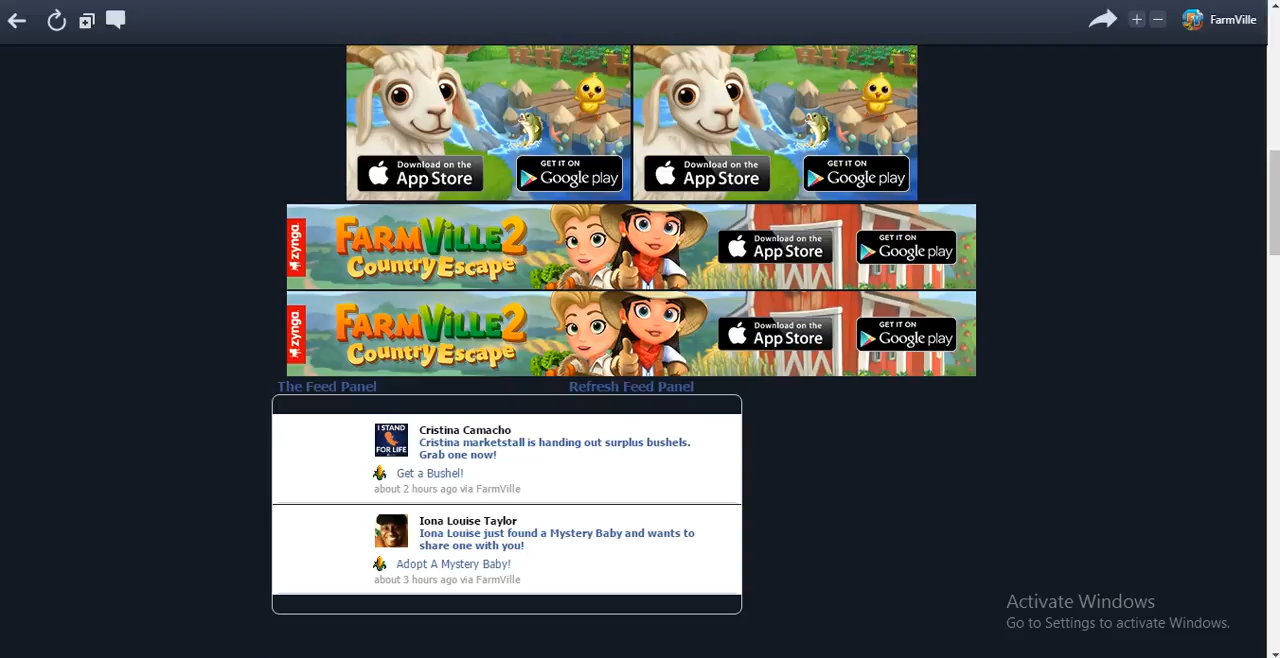 FarmVille
Download on the
App Store
GET IT ON
Google play
Download on the
App Store
GET IT ON
Google play
zynga
FARMVILLE 2
Country Escape
Download on the
App Store
GET IT ON
Google play
zynga
FARMVILLE 2
Country Escape
Download on the
App Store
GET IT ON
Google play
The Feed Panel
Refresh Feed Panel
I STAND
FOR LIFE
Cristina Camacho
Cristina marketstall is handing out surplus bushels.
Grab one now!
Get a Bushel!
about 2 hours ago via FarmVille
Iona Louise Taylor
Iona Louise just found a Mystery Baby and wants to
share one with you!
Adopt A Mystery Baby!
about 3 hours ago via FarmVille
Activate Windows
Go to Settings to activate Windows.